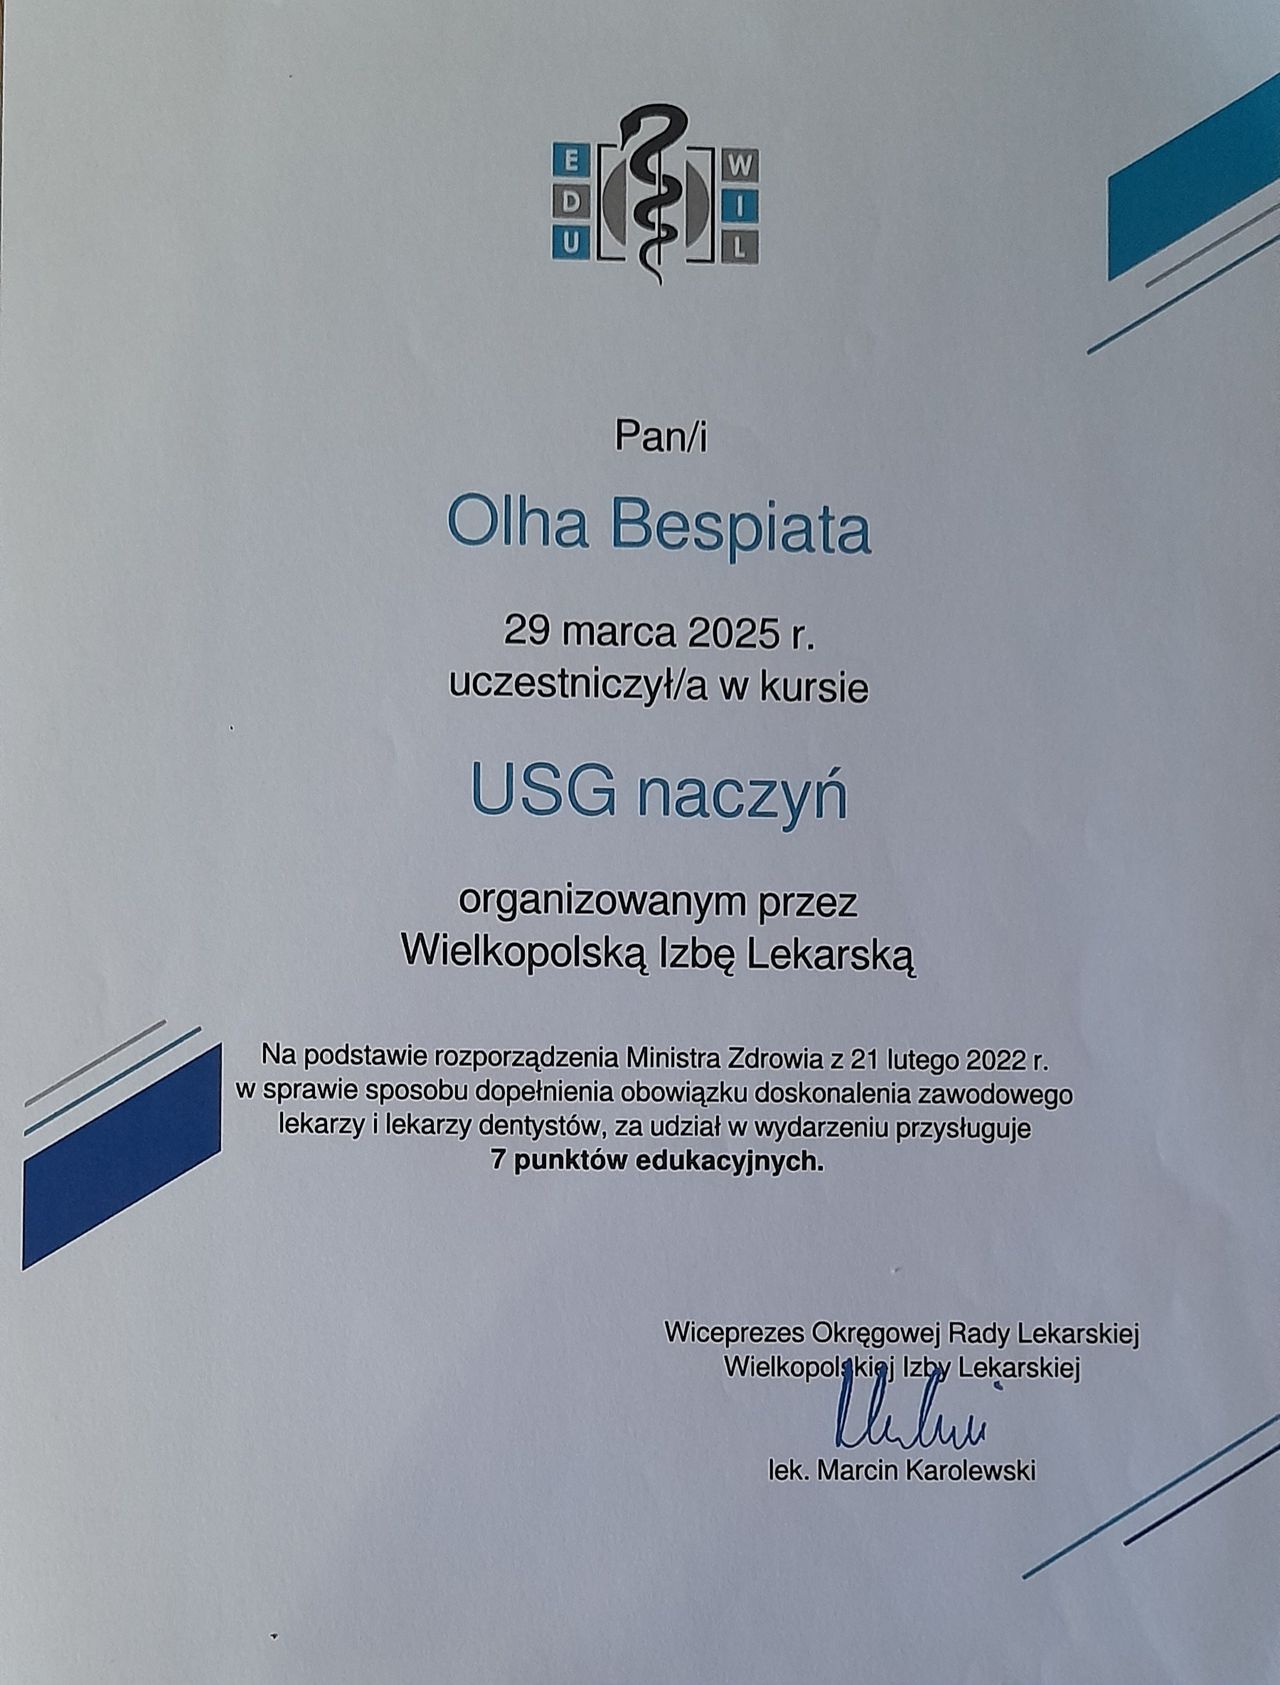 EDU WIL
Pan/i
Olha Bespiata
29 marca 2025 r.
uczestniczył/a w kursie
USG naczyń
organizowanym przez
Wielkopolską Izbę Lekarską
Na podstawie rozporządzenia Ministra Zdrowia z 21 lutego 2022 r.
w sprawie sposobu dopełnienia obowiązku doskonalenia zawodowego
lekarzy i lekarzy dentystów, za udział w wydarzeniu przysługuje
7 punktów edukacyjnych.
Wiceprezes Okręgowej Rady Lekarskiej
Wielkopolskiej Izby Lekarskiej
lek. Marcin Karolewski